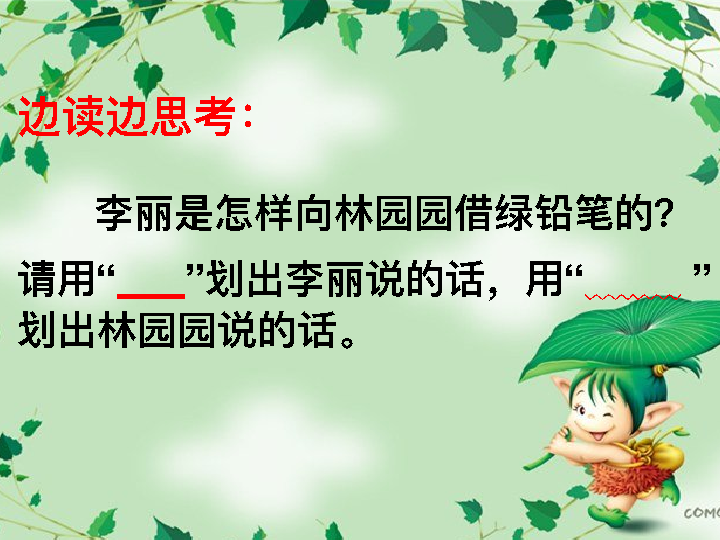 边读边思考：
李丽是怎样向林园园借绿铅笔的？
请用“___”划出李丽说的话，用“﹏﹏﹏”
划出林园园说的话。